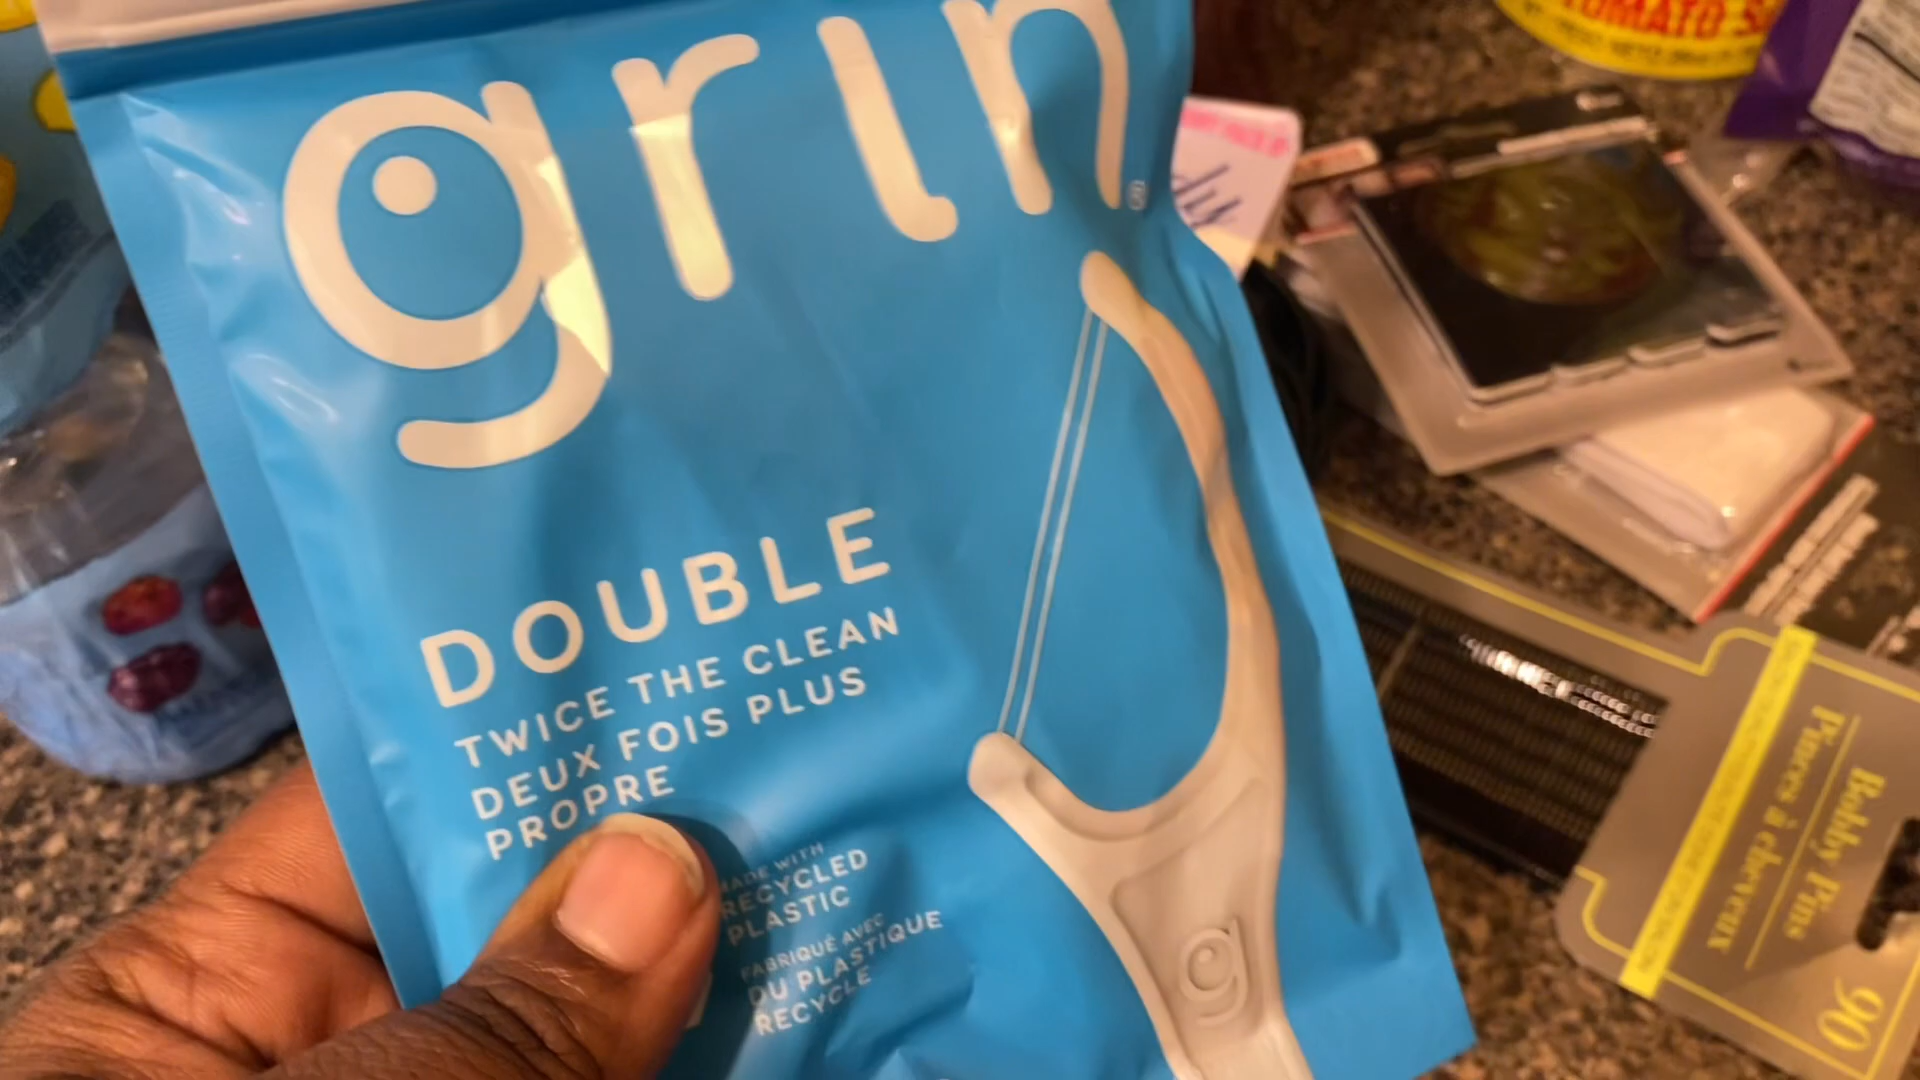 grin®
DOUBLE
TWICE THE CLEAN
DEUX FOIS PLUS
PROPRE
MADE WITH
RECYCLED
PLASTIC
FABRIQUÉ AVEC
DU PLASTIQUE
RECYCLÉ
g
TOMATO
Bobby Pins
Pinces à cheveux
90